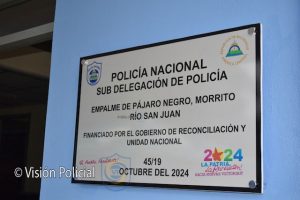 POLICÍA NACIONAL
SUB DELEGACIÓN DE POLICÍA
EMPALME DE PÁJARO NEGRO, MORRITO
RÍO SAN JUAN
FINANCIADO POR EL GOBIERNO DE RECONCILIACIÓN Y
UNIDAD NACIONAL
45/19
OCTUBRE DEL 2024
2024
LA PATRIA,
© Visión Policial